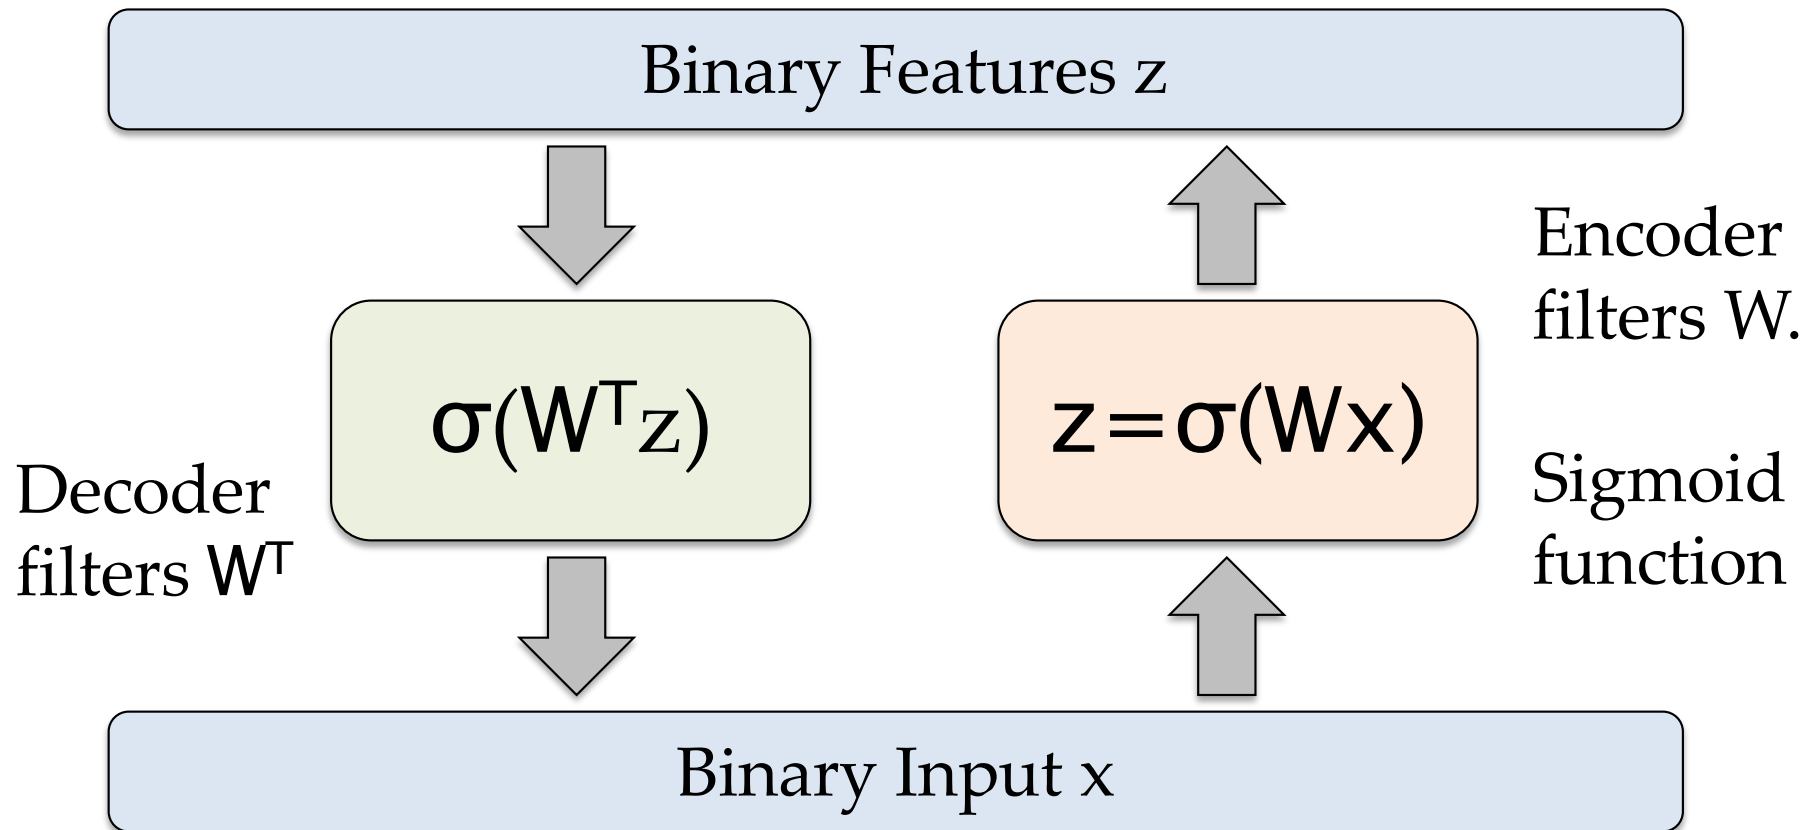 Binary Features z
Encoder
filters W.
σ(Wᵀz)
z=σ(Wx)
Decoder
filters Wᵀ
Sigmoid
function
Binary Input x